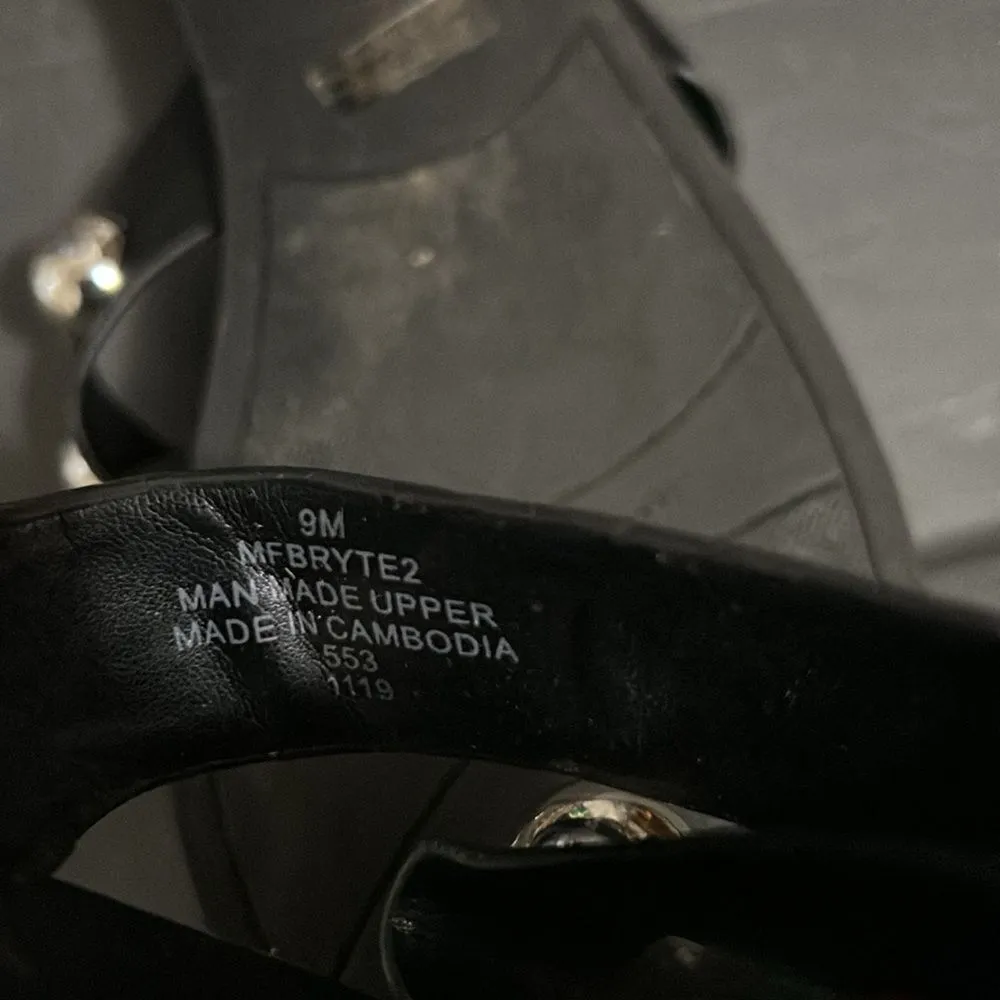 9M
MFBRYTE2
MAN MADE UPPER
MADE IN CAMBODIA
553